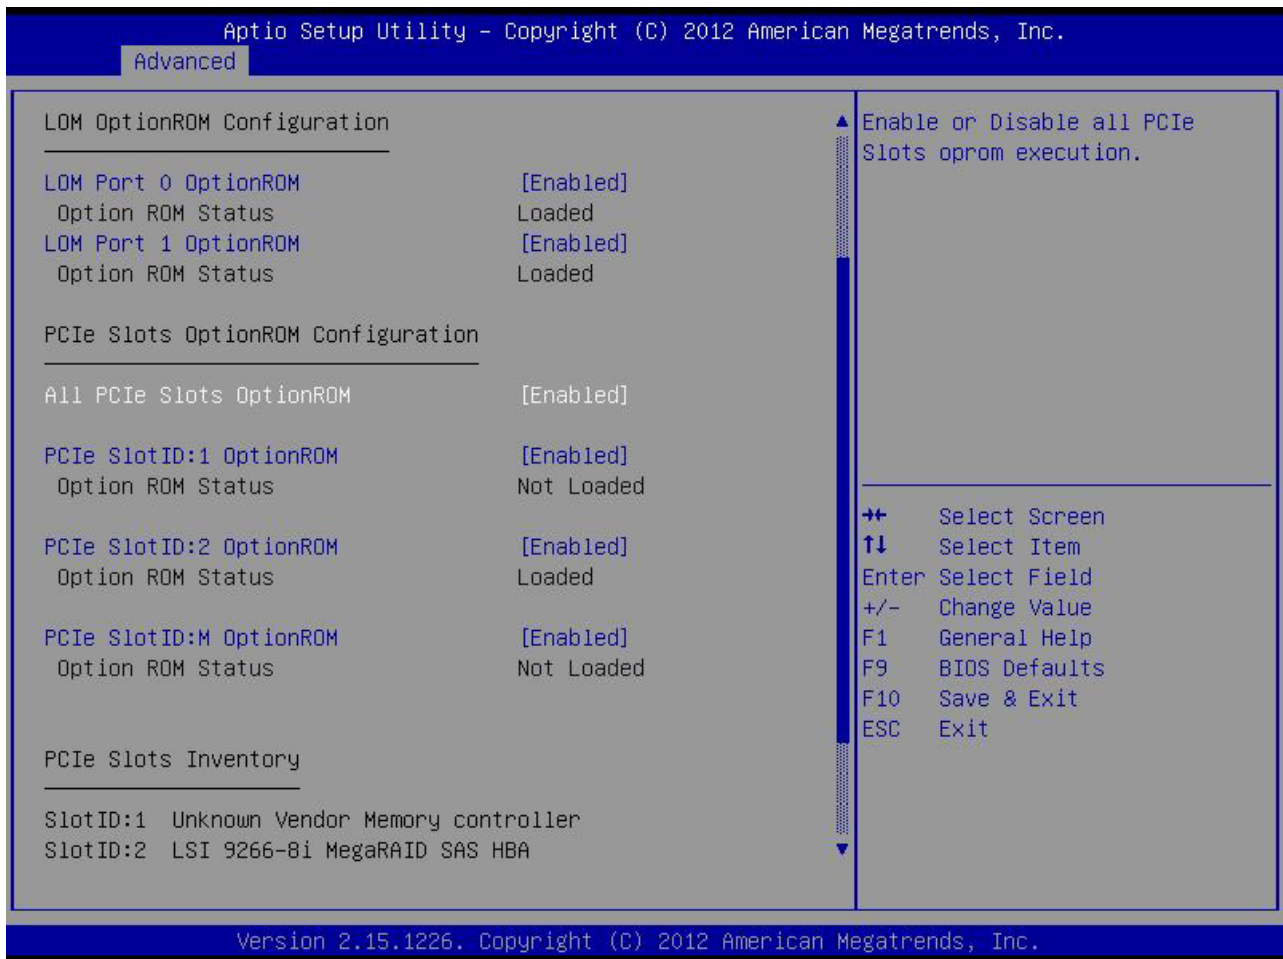 Aptio Setup Utility – Copyright (C) 2012 American Megatrends, Inc.
Advanced
LOM OptionROM Configuration
LOM Port 0 OptionROM [Enabled]
Option ROM Status Loaded
LOM Port 1 OptionROM [Enabled]
Option ROM Status Loaded
PCIe Slots OptionROM Configuration
All PCIe Slots OptionROM [Enabled]
PCIe SlotID:1 OptionROM [Enabled]
Option ROM Status Not Loaded
PCIe SlotID:2 OptionROM [Enabled]
Option ROM Status Loaded
PCIe SlotID:M OptionROM [Enabled]
Option ROM Status Not Loaded
PCIe Slots Inventory
SlotID:1 Unknown Vendor Memory controller
SlotID:2 LSI 9266-8i MegaRAID SAS HBA
Enable or Disable all PCIe
Slots oprom execution.
→← Select Screen
↑↓ Select Item
Enter Select Field
+/- Change Value
F1 General Help
F9 BIOS Defaults
F10 Save & Exit
ESC Exit
Version 2.15.1226. Copyright (C) 2012 American Megatrends, Inc.